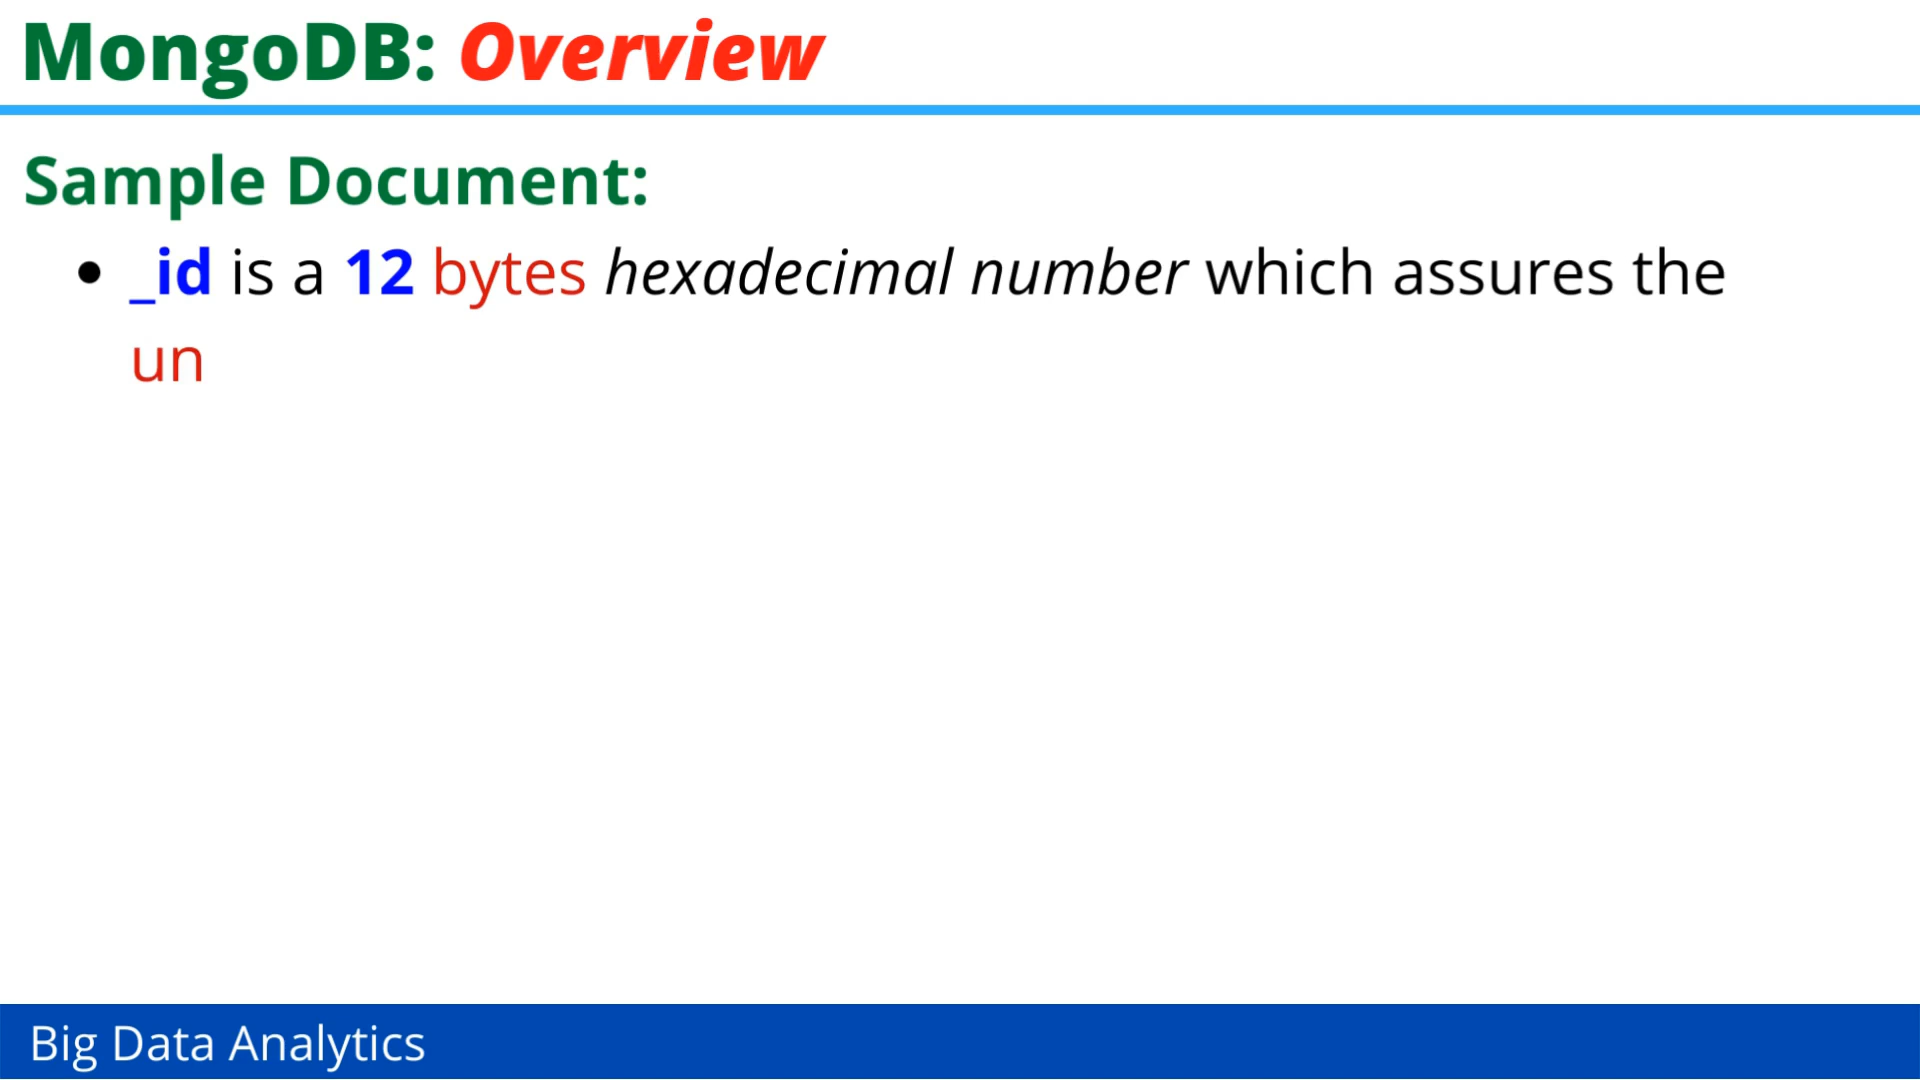 MongoDB: Overview
Sample Document:
• _id is a 12 bytes hexadecimal number which assures the
un
Big Data Analytics